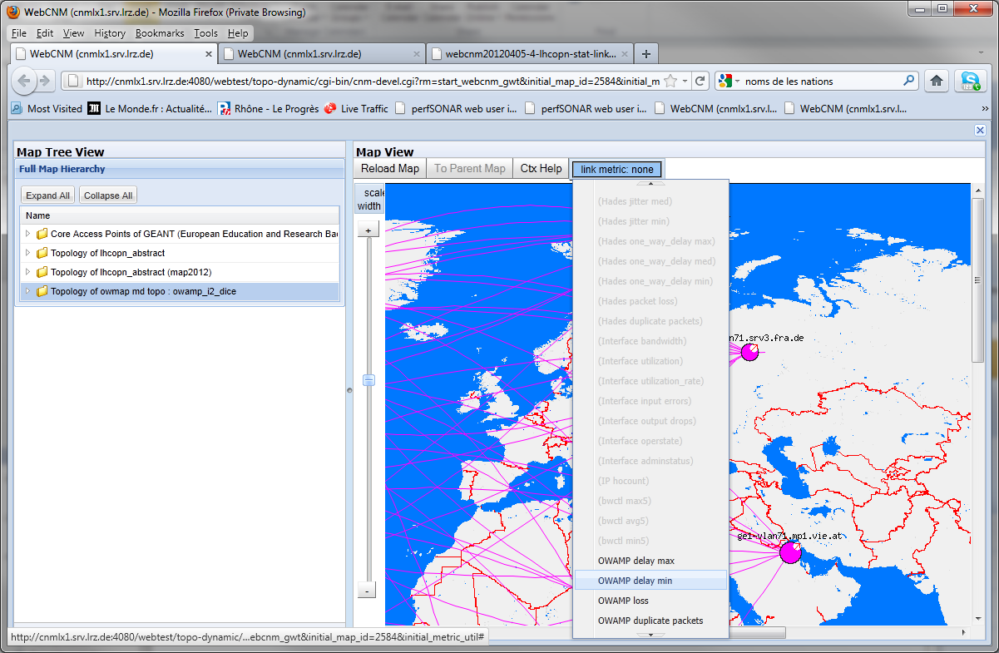 WebCNM (cnmlx1.srv.lrz.de) - Mozilla Firefox (Private Browsing)
File Edit View History Bookmarks Tools Help
WebCNM (cnmlx1.srv.lrz.de)
WebCNM (cnmlx1.srv.lrz.de)
webcnm20120405-4-lhcopn-stat-link...
http://cnmlx1.srv.lrz.de:4080/webtest/topo-dynamic/cgi-bin/cnm-devel.cgi?rm=start_webcnm_gwt&initial_map_id=2584&initial_m
noms de les nations
Most Visited Le Monde.fr : Actualité... Rhône - Le Progrès Live Traffic perfSONAR web user i... perfSONAR web user i... WebCNM (cnmlx1.srv.l... WebCNM (cnmlx1.srv.l...
Map Tree View
Full Map Hierarchy
Expand All Collapse All
Name
Core Access Points of GEANT (European Education and Research Bac
Topology of lhcopn_abstract
Topology of lhcopn_abstract (map2012)
Topology of owmap md topo : owamp_i2_dice
Map View
Reload Map To Parent Map Ctx Help link metric: none
scale
width
+
-
(Hades jitter med)
(Hades jitter min)
(Hades one_way_delay max)
(Hades one_way_delay med)
(Hades one_way_delay min)
(Hades packet loss)
(Hades duplicate packets)
(Interface bandwidth)
(Interface utilization)
(Interface utilization_rate)
(Interface input errors)
(Interface output drops)
(Interface operstate)
(Interface adminstatus)
(IP hocount)
(bwctl max5)
(bwctl avg5)
(bwctl min5)
OWAMP delay max
OWAMP delay min
OWAMP loss
OWAMP duplicate packets
n71.srv3.fra.de
ge1-vlan71.mp1.vie.at
http://cnmlx1.srv.lrz.de:4080/webtest/topo-dynamic/...ebcnm_gwt&initial_map_id=2584&initial_metric_util#